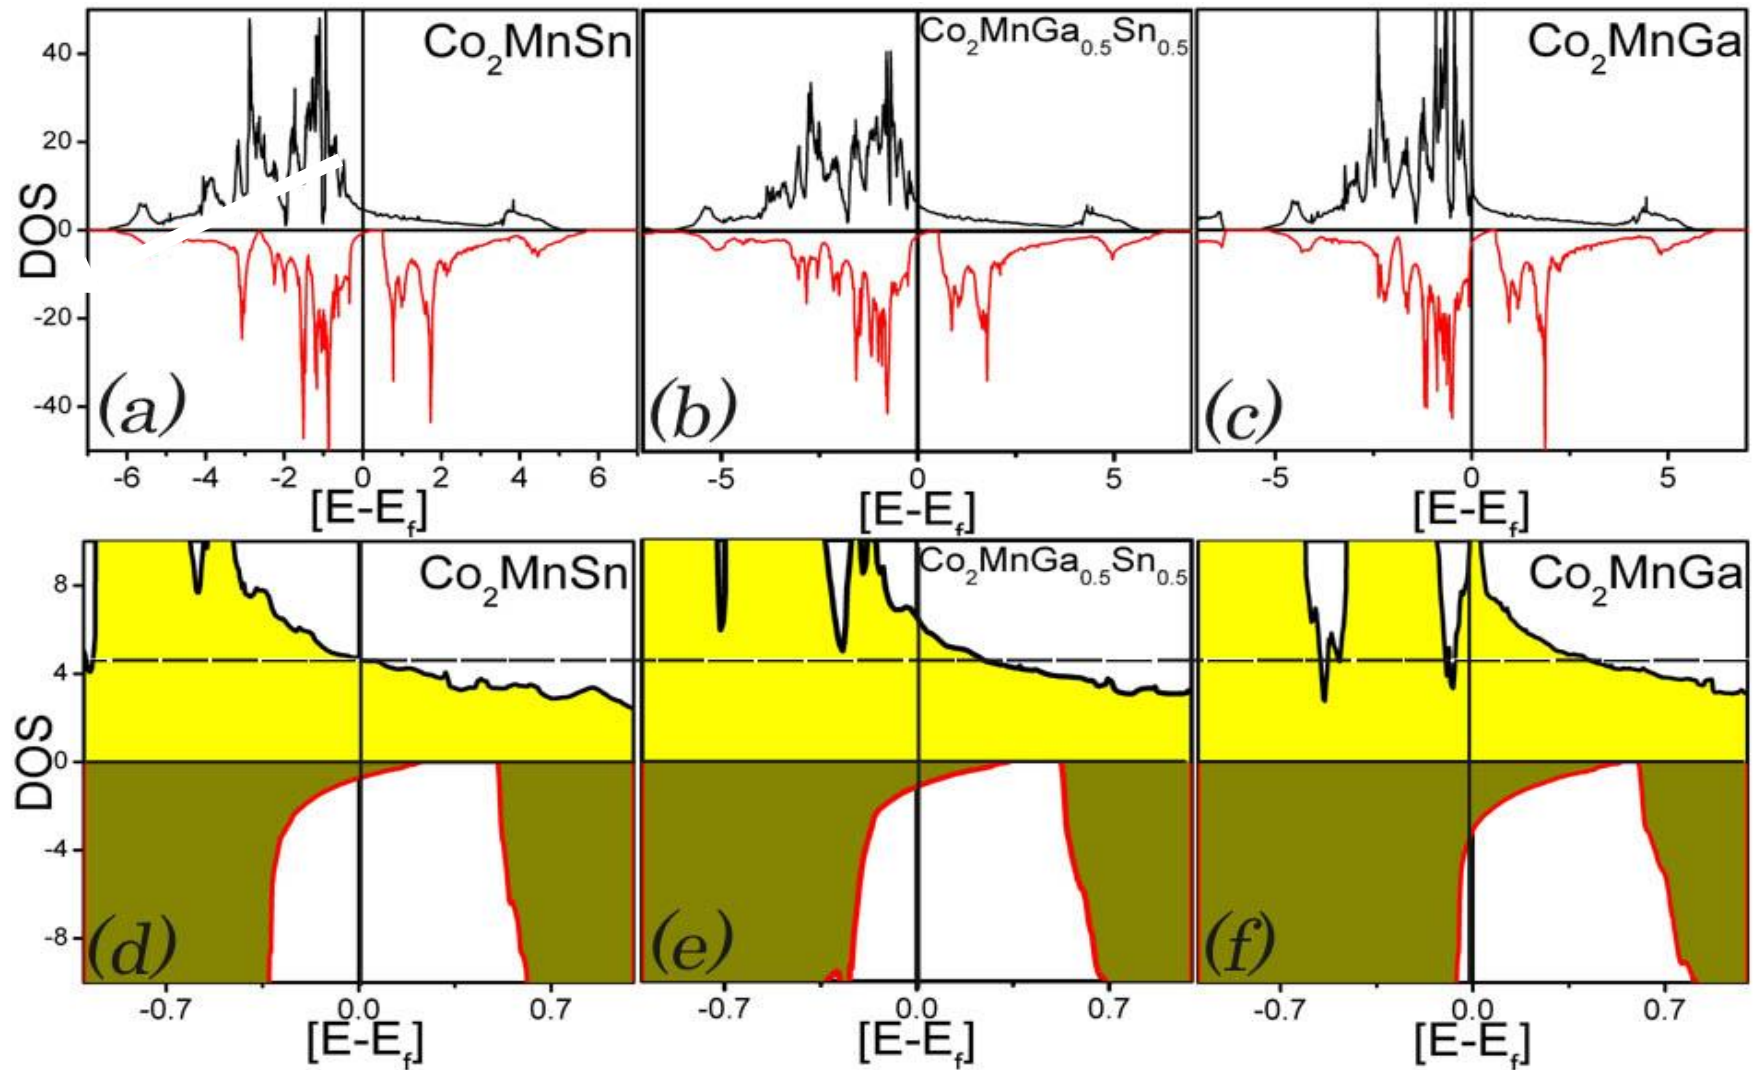 Co2MnSn
Co2MnGa0.5Sn0.5
Co2MnGa
DOS
40
20
0
-20
-40
(a)
(b)
(c)
-6 -4 -2 0 2 4 6
-5 0 5
-5 0 5
[E-Ef]
[E-Ef]
[E-Ef]
Co2MnSn
Co2MnGa0.5Sn0.5
Co2MnGa
DOS
8
4
0
-4
-8
(d)
(e)
(f)
-0.7 0.0 0.7
-0.7 0.0 0.7
-0.7 0.0 0.7
[E-Ef]
[E-Ef]
[E-Ef]